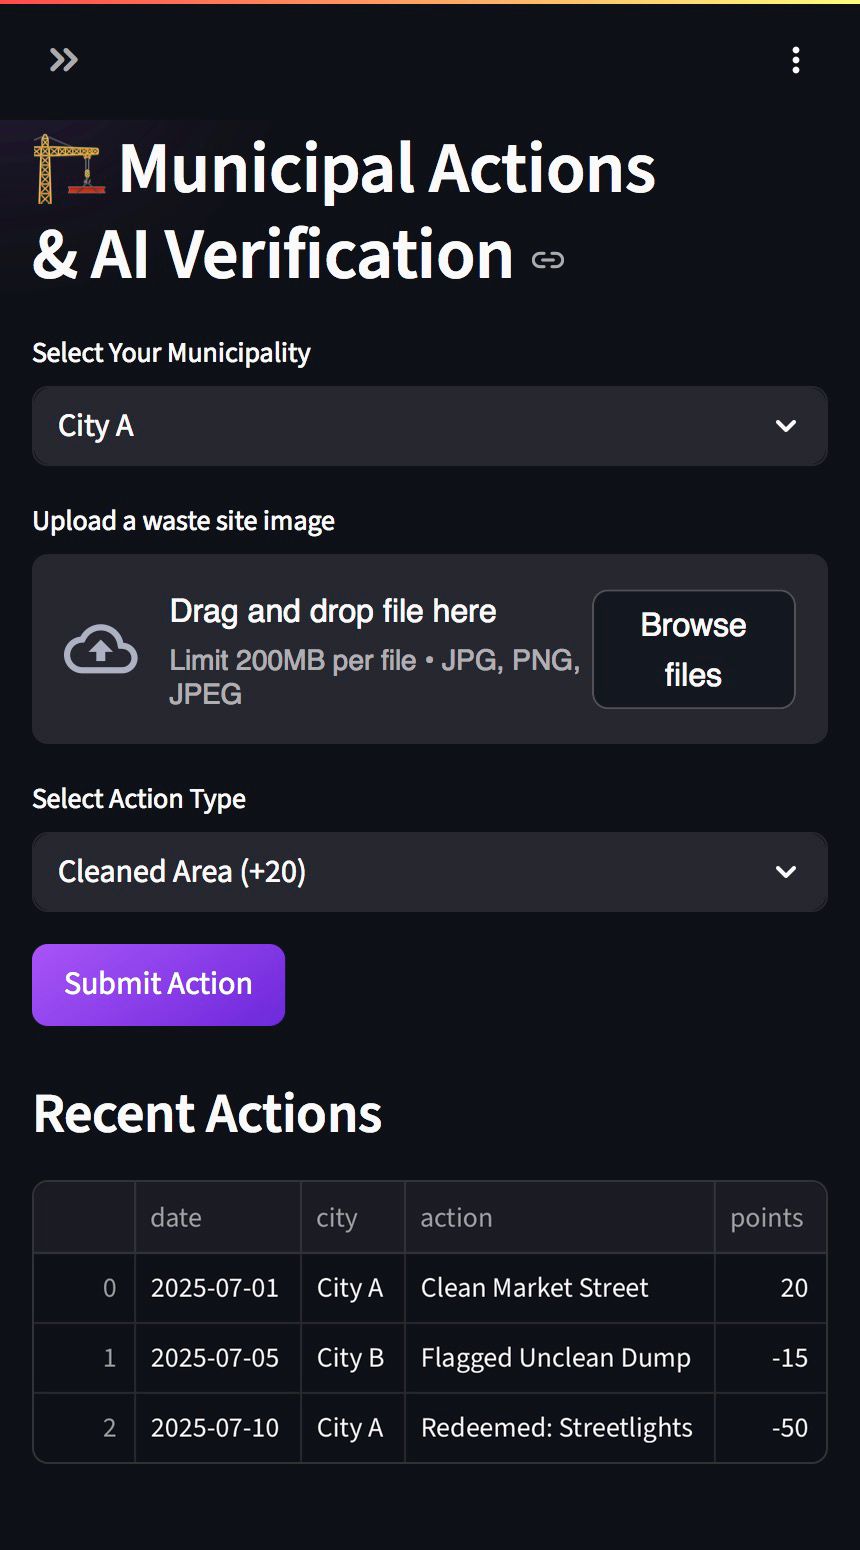 Municipal Actions
& AI Verification
Select Your Municipality
City A
Upload a waste site image
Drag and drop file here
Limit 200MB per file • JPG, PNG,
JPEG
Browse
files
Select Action Type
Cleaned Area (+20)
Submit Action
Recent Actions
date city action points
0 2025-07-01 City A Clean Market Street 20
1 2025-07-05 City B Flagged Unclean Dump -15
2 2025-07-10 City A Redeemed: Streetlights -50